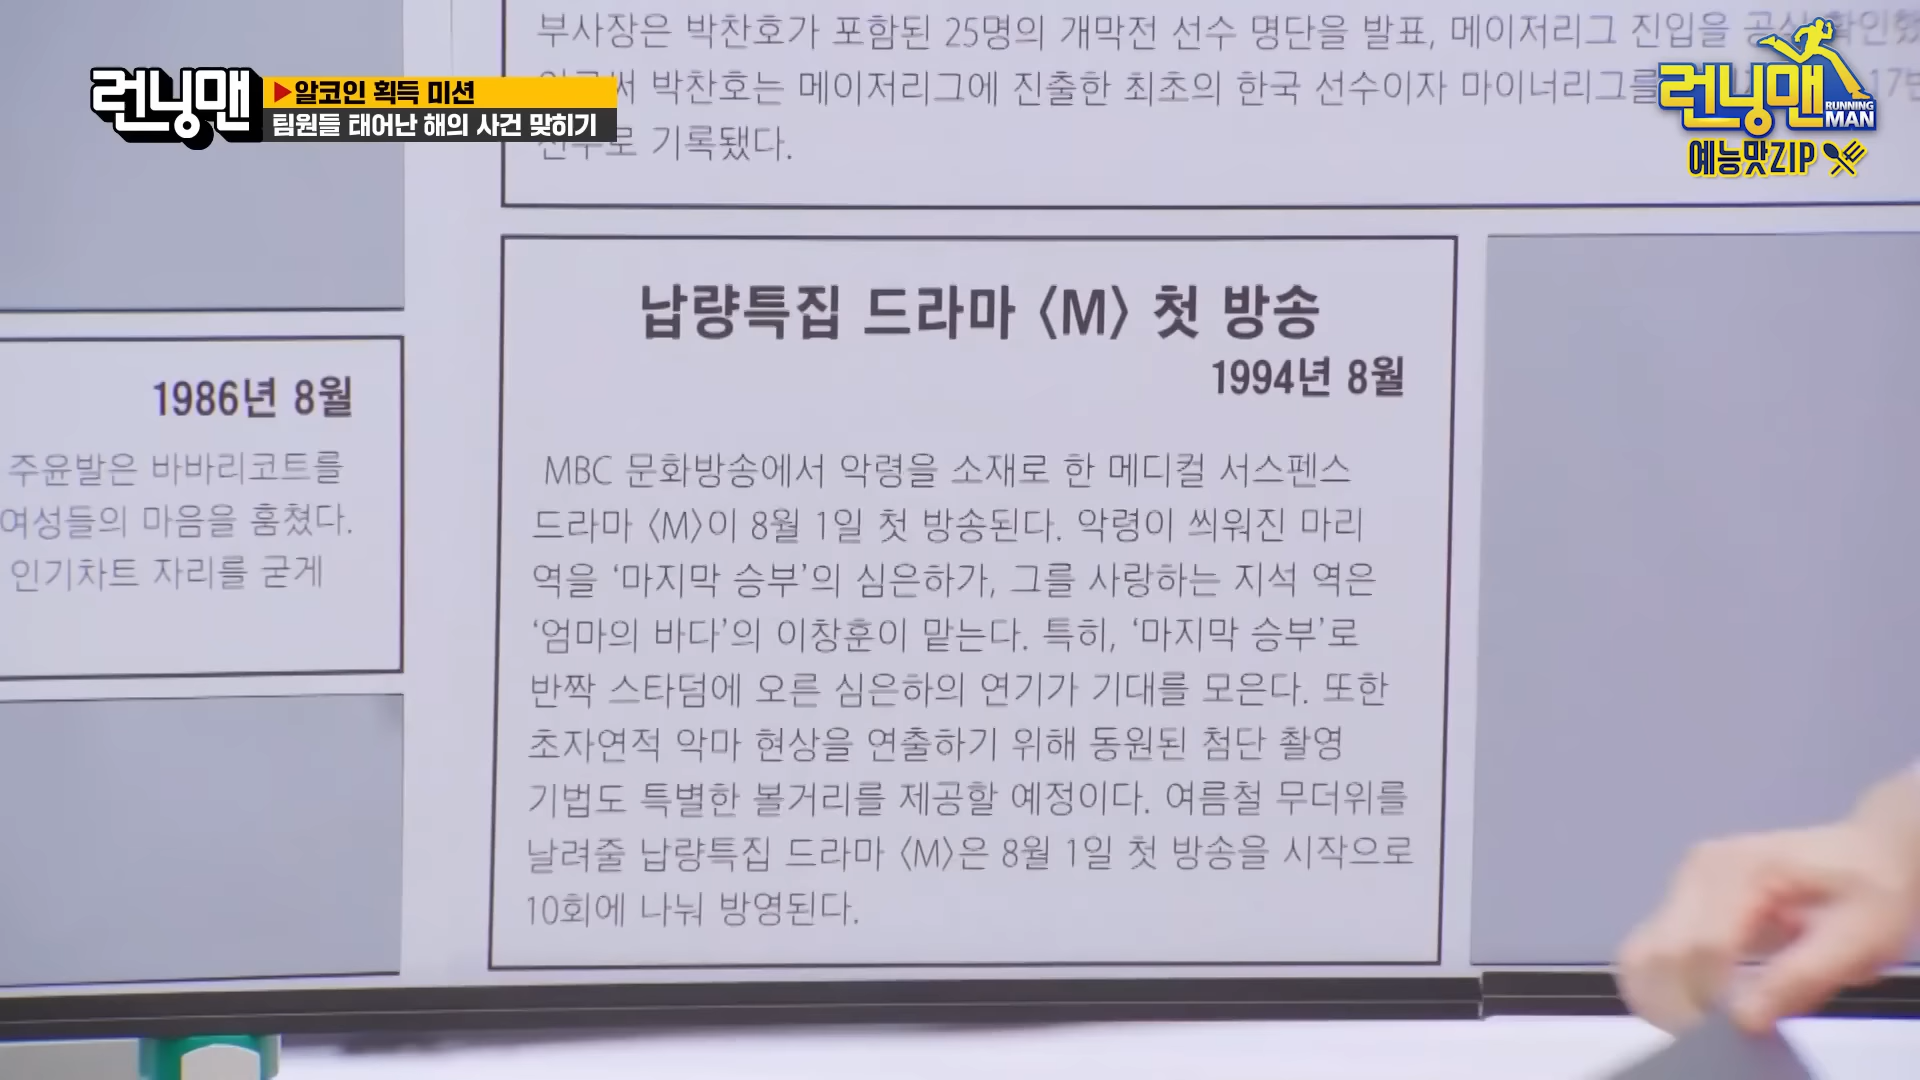 부사장은 박찬호가 포함된 25명의 개막전 선수 명단을 발표, 메이저리그 진입을
박찬호는 메이저리그에 진출한 최초의 한국 선수이자 마이너리그를
기록됐다.
런닝맨
▶알코인 획득 미션
팀원들 태어난 해의 사건 맞히기
런닝맨
RUNNING MAN
예능맛ZIP
1986년 8월
주윤발은 바바리코트를
여성들의 마음을 훔쳤다.
인기차트 자리를 굳게
납량특집 드라마 〈M〉 첫 방송
1994년 8월
MBC 문화방송에서 악령을 소재로 한 메디컬 서스펜스
드라마 〈M〉이 8월 1일 첫 방송된다. 악령이 씌워진 마리
역을 ‘마지막 승부’의 심은하가, 그를 사랑하는 지석 역은
‘엄마의 바다’의 이창훈이 맡는다. 특히, ‘마지막 승부’로
반짝 스타덤에 오른 심은하의 연기가 기대를 모은다. 또한
초자연적 악마 현상을 연출하기 위해 동원된 첨단 촬영
기법도 특별한 볼거리를 제공할 예정이다. 여름철 무더위를
날려줄 납량특집 드라마 〈M〉은 8월 1일 첫 방송을 시작으로
10회에 나눠 방영된다.